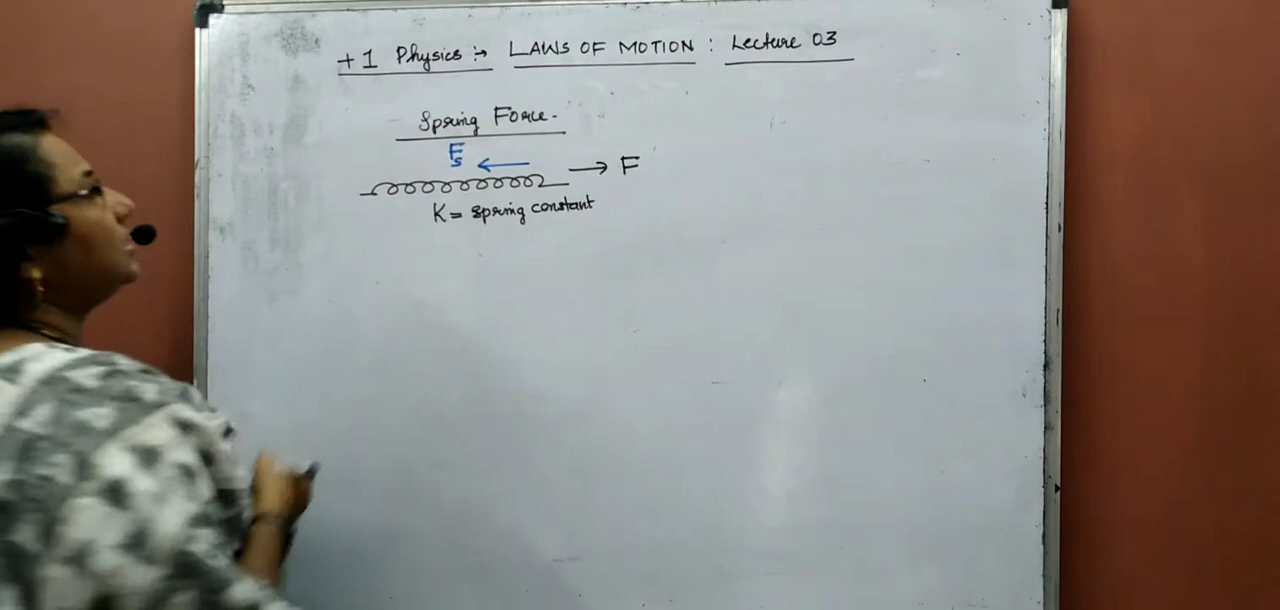 +1 Physics :→ LAWS OF MOTION : Lecture 03
Spring Force-
Fs
F
K = spring constant